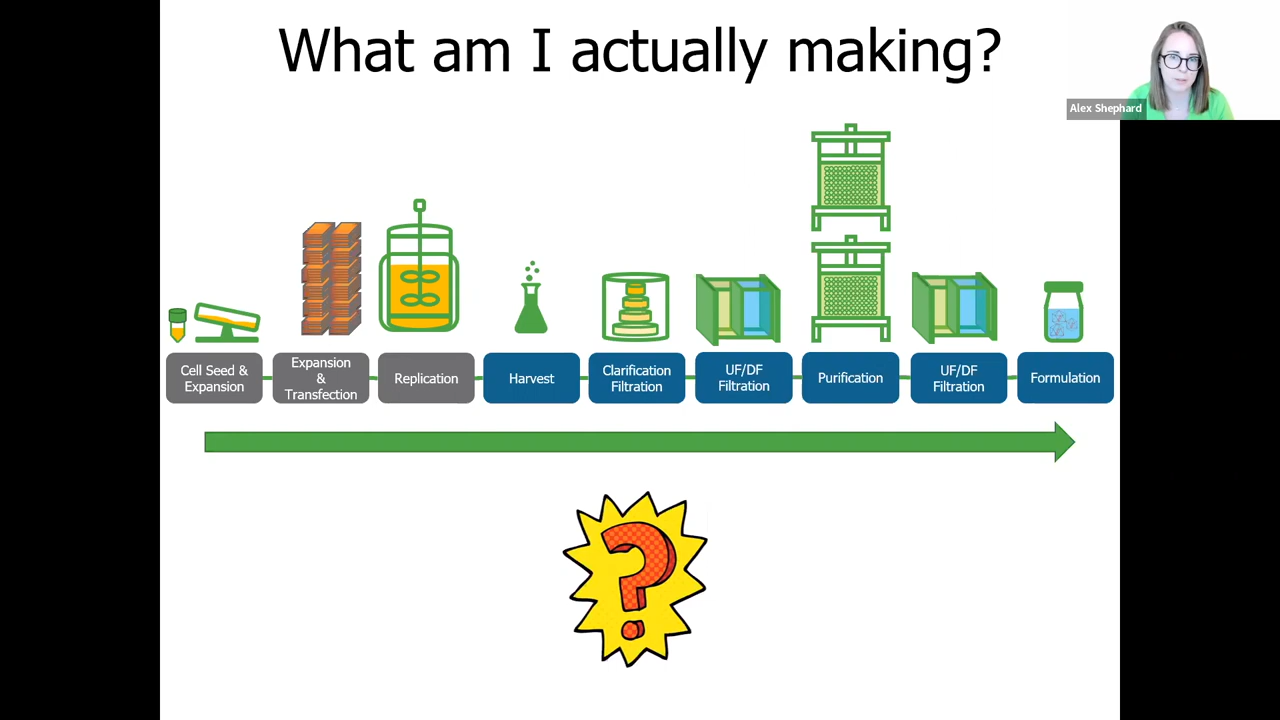 What am I actually making?
Alex Shephard
Cell Seed &
Expansion
Expansion
&
Transfection
Replication
Harvest
Clarification
Filtration
UF/DF
Filtration
Purification
UF/DF
Filtration
Formulation
?